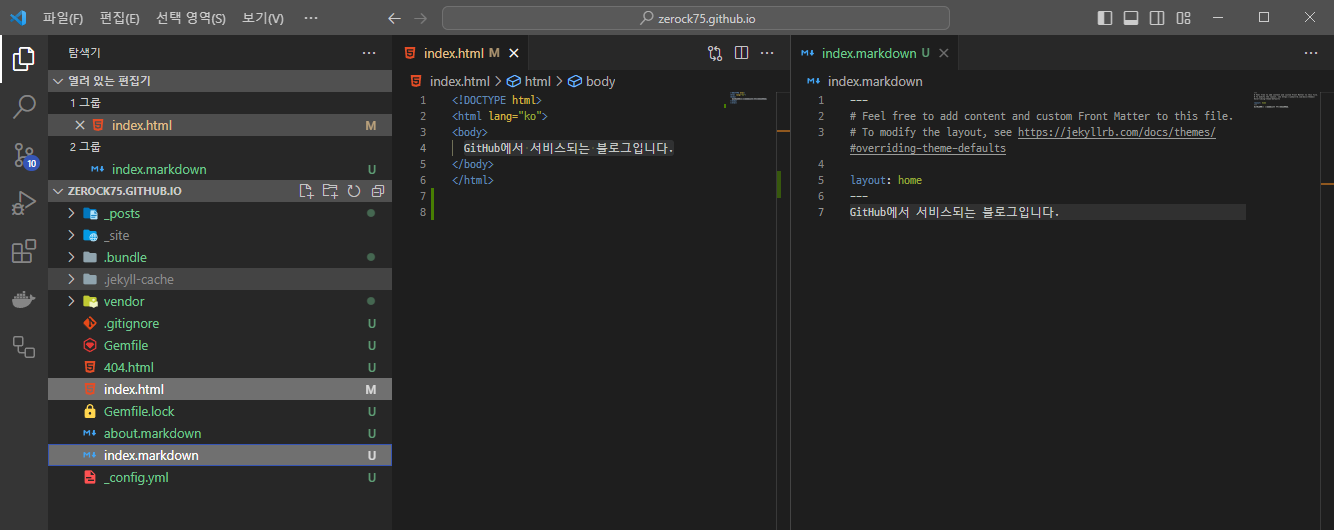 파일(F) 편집(E) 선택 영역(S) 보기(V) ··· zerock75.github.io
탐색기
열려 있는 편집기
1 그룹
index.html M
2 그룹
index.markdown U
ZEROCK75.GITHUB.IO
_posts
_site
.bundle
.jekyll-cache
vendor
.gitignore U
Gemfile U
404.html U
index.html M
Gemfile.lock U
about.markdown U
index.markdown U
_config.yml U
10
index.html M
index.html > html > body
1 <!DOCTYPE html>
2 <html lang="ko">
3 <body>
4 GitHub에서 서비스되는 블로그입니다.
5 </body>
6 </html>
7
8
index.markdown U
index.markdown
1 ---
2 # Feel free to add content and custom Front Matter to this file.
3 # To modify the layout, see https://jekyllrb.com/docs/themes/
#overriding-theme-defaults
4
5 layout: home
6 ---
7 GitHub에서 서비스되는 블로그입니다.